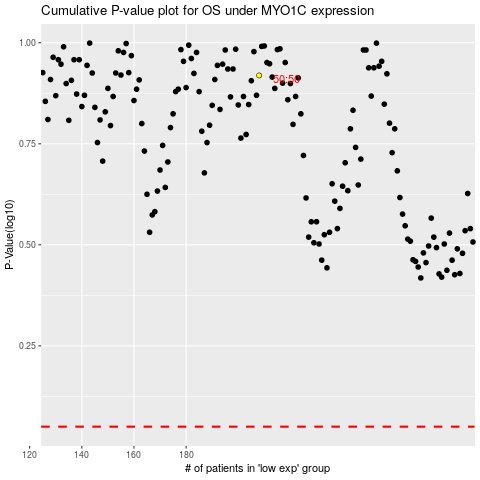 Cumulative P-value plot for OS under MYO1C expression
P-Value(log10)
1.00
0.75
0.50
0.25
50:50
120 140 160 180
# of patients in 'low exp' group